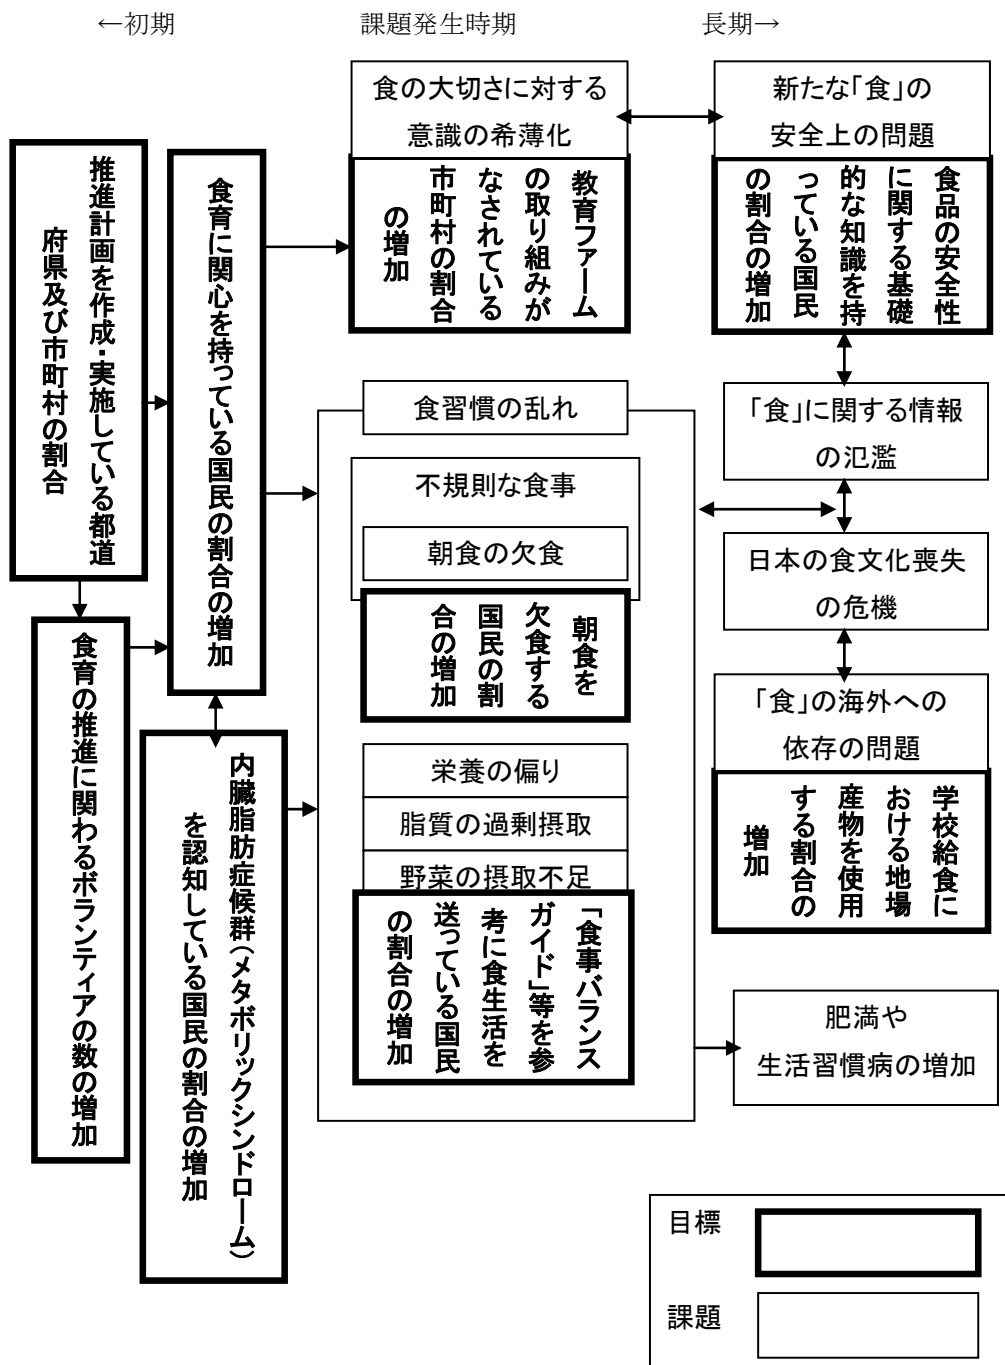 ←初期
課題発生時期
長期→
推進計画を作成・実施している都道
府県及び市町村の割合
食育の推進に関わるボランティアの数の増加
食育に関心を持っている国民の割合の増加
内臓脂肪症候群(メタボリックシンドローム)
を認知している国民の割合の増加
食の大切さに対する
意識の希薄化
教育ファーム
の取り組みが
なされている
市町村の割合
の増加
食習慣の乱れ
不規則な食事
朝食の欠食
朝食を
欠食する
国民の割
合の増加
栄養の偏り
脂質の過剰摂取
野菜の摂取不足
「食事バランス
ガイド」等を参
考に食生活を
送っている国民
の割合の増加
新たな「食」の
安全上の問題
食品の安全性
に関する基礎
的な知識を持
っている国民
の割合の増加
「食」に関する情報
の氾濫
日本の食文化喪失
の危機
「食」の海外への
依存の問題
学校給食に
おける地場
産物を使用
する割合の
増加
肥満や
生活習慣病の増加
目標
課題